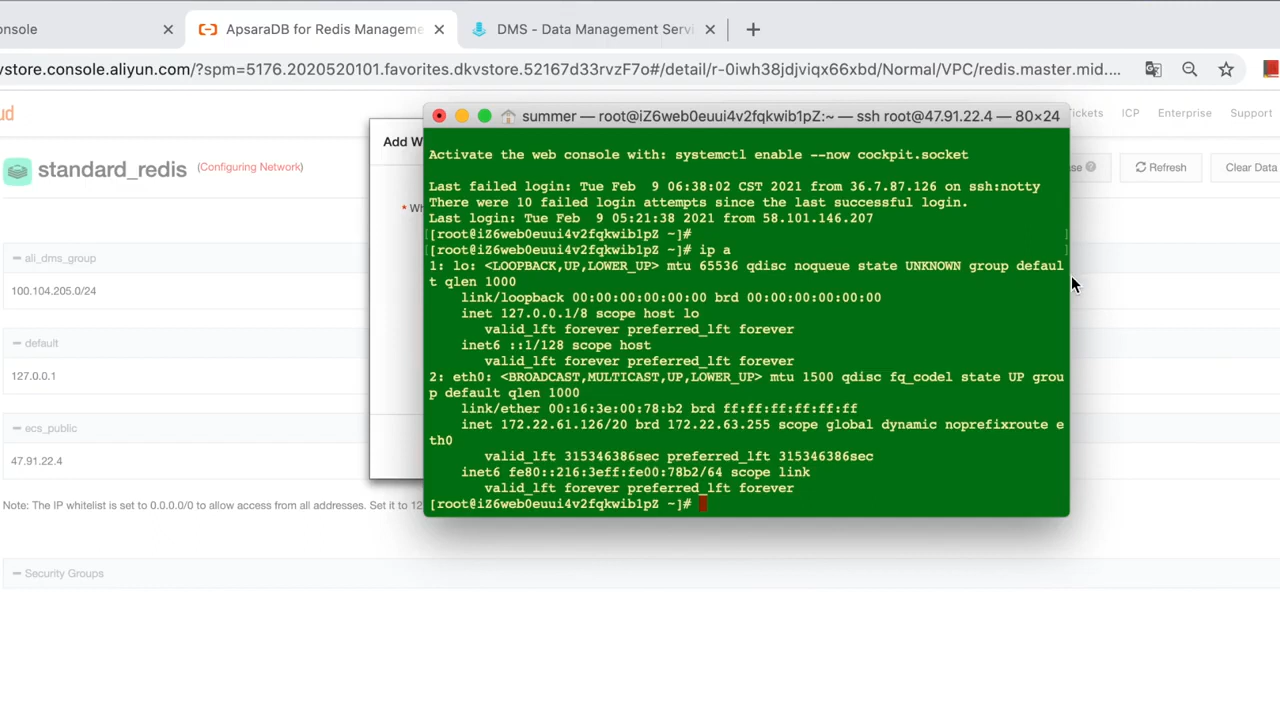 onsole
ApsaraDB for Redis Manageme
DMS - Data Management Servi
vstore.console.aliyun.com/?spm=5176.2020520101.favorites.dkvstore.52167d33rvzF7o#/detail/r-0iwh38jdjviqx66xbd/Normal/VPC/redis.master.mid....
ud
Tickets
ICP
Enterprise
Support
standard_redis
(Configuring Network)
se
Refresh
Clear Data
Add W
* Wh
ali_dms_group
100.104.205.0/24
default
127.0.0.1
ecs_public
47.91.22.4
Note: The IP whitelist is set to 0.0.0.0/0 to allow access from all addresses. Set it to 12
Security Groups
summer — root@iZ6web0euui4v2fqkwib1pZ:~ — ssh root@47.91.22.4 — 80×24
Activate the web console with: systemctl enable --now cockpit.socket
Last failed login: Tue Feb  9 06:38:02 CST 2021 from 36.7.87.126 on ssh:notty
There were 10 failed login attempts since the last successful login.
Last login: Tue Feb  9 05:21:38 2021 from 58.101.146.207
[root@iZ6web0euui4v2fqkwib1pZ ~]#
[root@iZ6web0euui4v2fqkwib1pZ ~]# ip a
1: lo: <LOOPBACK,UP,LOWER_UP> mtu 65536 qdisc noqueue state UNKNOWN group defaul
t qlen 1000
link/loopback 00:00:00:00:00:00 brd 00:00:00:00:00:00
inet 127.0.0.1/8 scope host lo
valid_lft forever preferred_lft forever
inet6 ::1/128 scope host
valid_lft forever preferred_lft forever
2: eth0: <BROADCAST,MULTICAST,UP,LOWER_UP> mtu 1500 qdisc fq_codel state UP grou
p default qlen 1000
link/ether 00:16:3e:00:78:b2 brd ff:ff:ff:ff:ff:ff
inet 172.22.61.126/20 brd 172.22.63.255 scope global dynamic noprefixroute e
th0
valid_lft 315346386sec preferred_lft 315346386sec
inet6 fe80::216:3eff:fe00:78b2/64 scope link
valid_lft forever preferred_lft forever
[root@iZ6web0euui4v2fqkwib1pZ ~]#